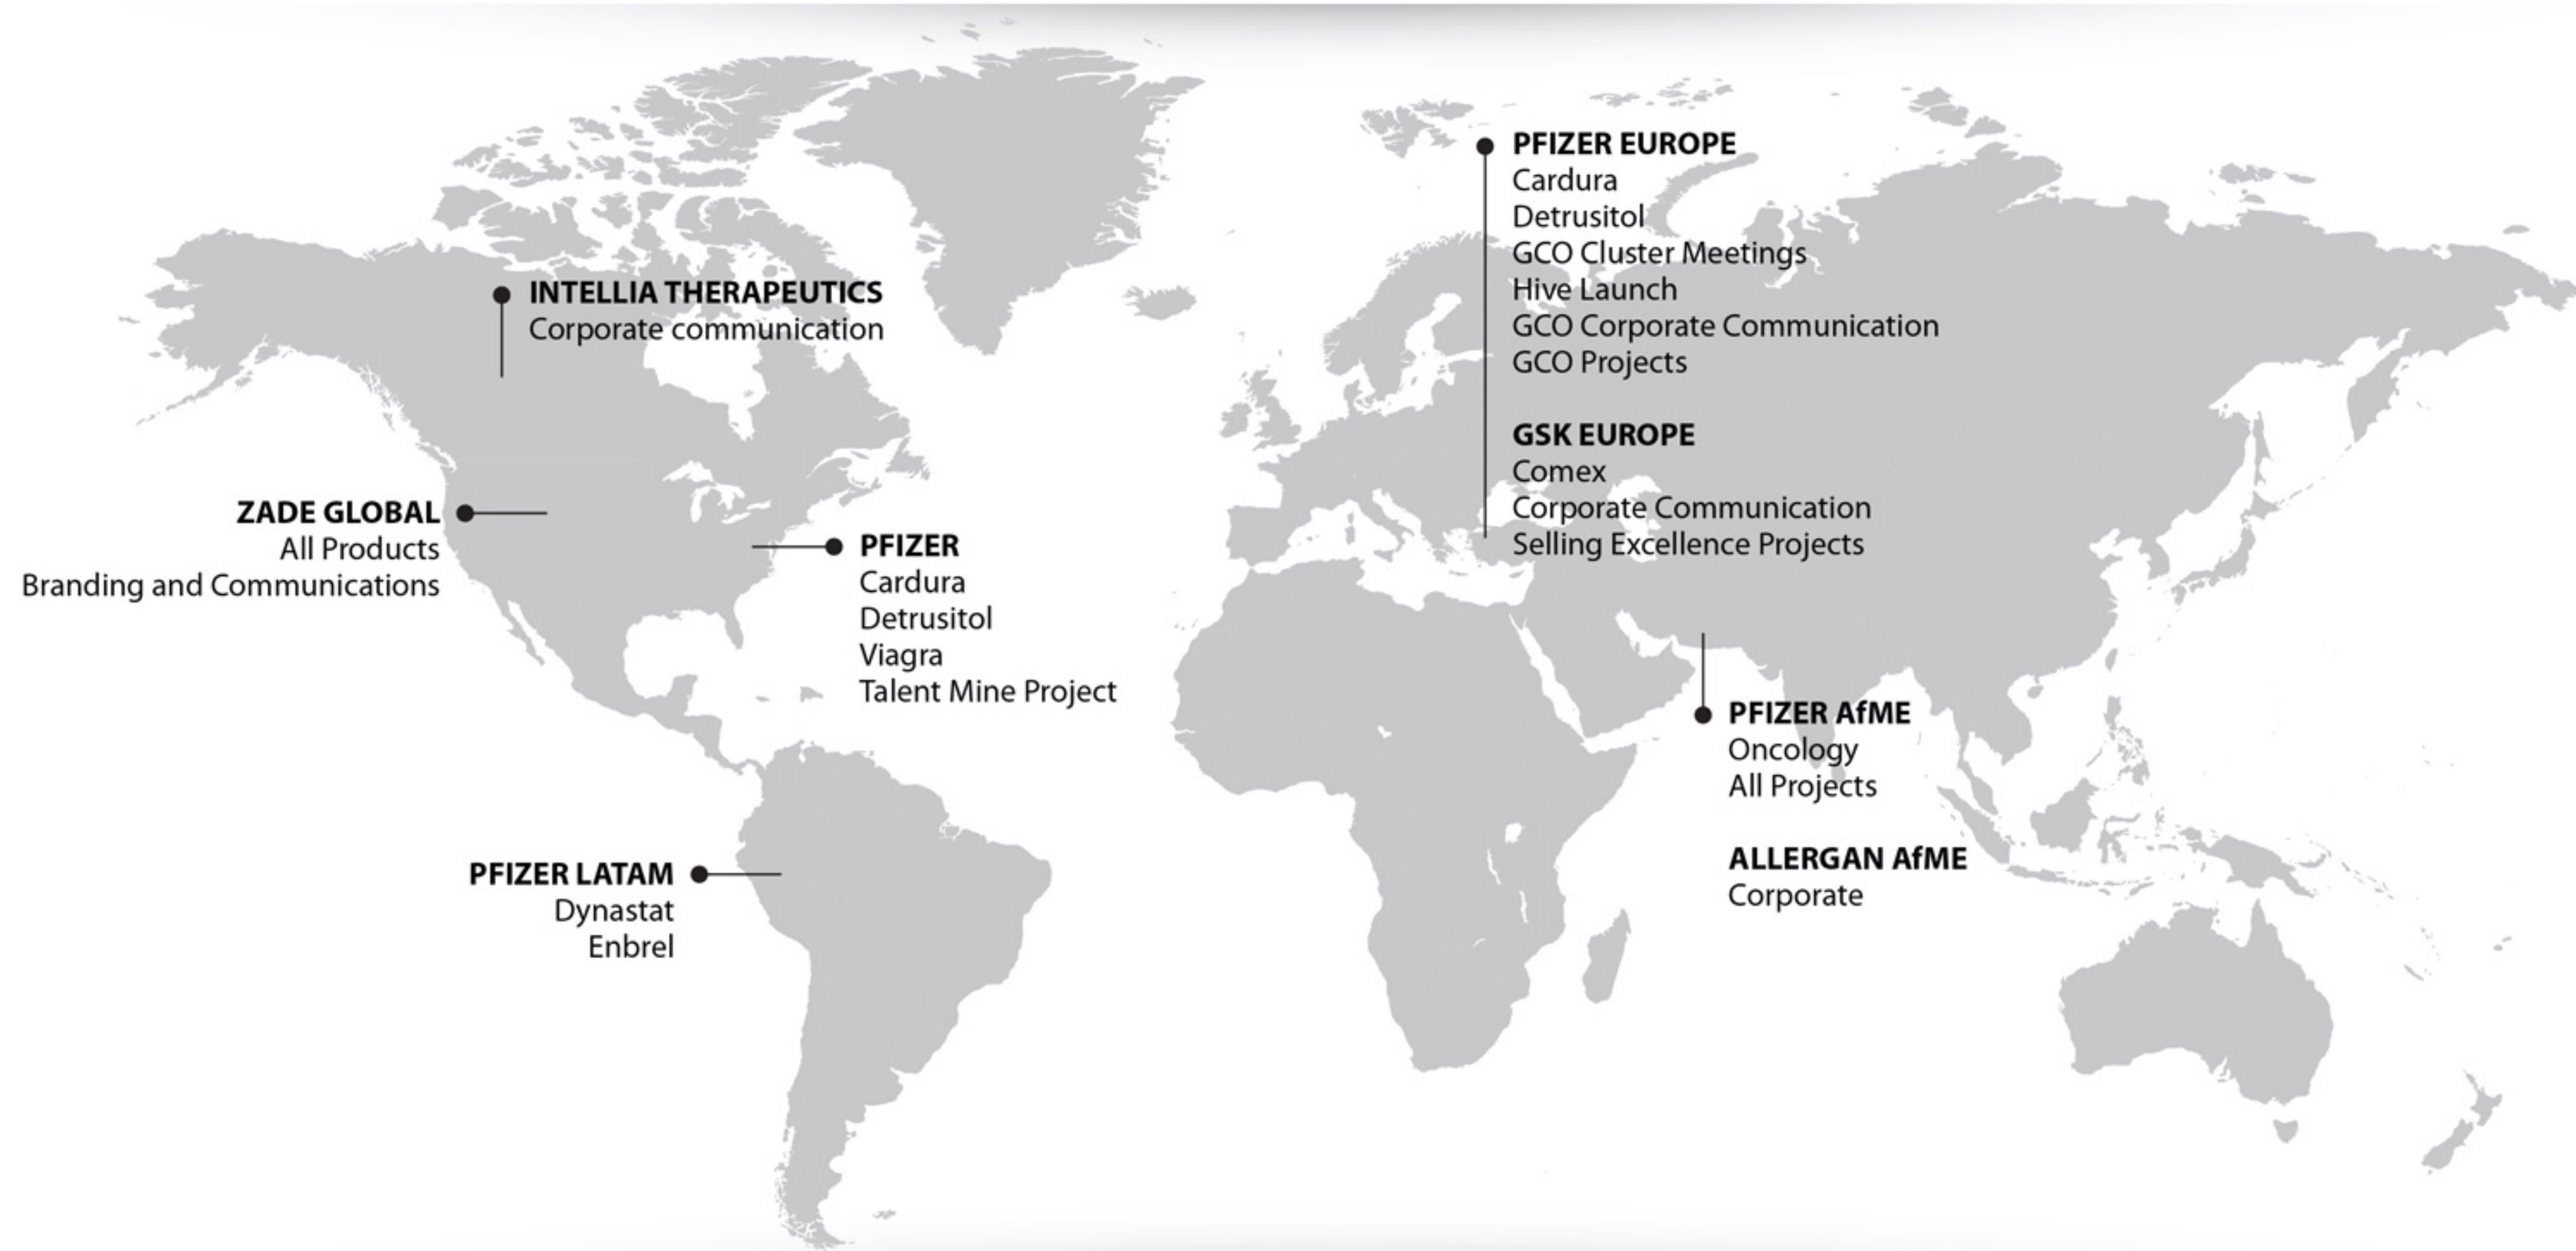 INTELLIA THERAPEUTICS
Corporate communication
ZADE GLOBAL
All Products
Branding and Communications
PFIZER
Cardura
Detrusitol
Viagra
Talent Mine Project
PFIZER LATAM
Dynastat
Enbrel
PFIZER EUROPE
Cardura
Detrusitol
GCO Cluster Meetings
Hive Launch
GCO Corporate Communication
GCO Projects
GSK EUROPE
Comex
Corporate Communication
Selling Excellence Projects
PFIZER AfME
Oncology
All Projects
ALLERGAN AfME
Corporate